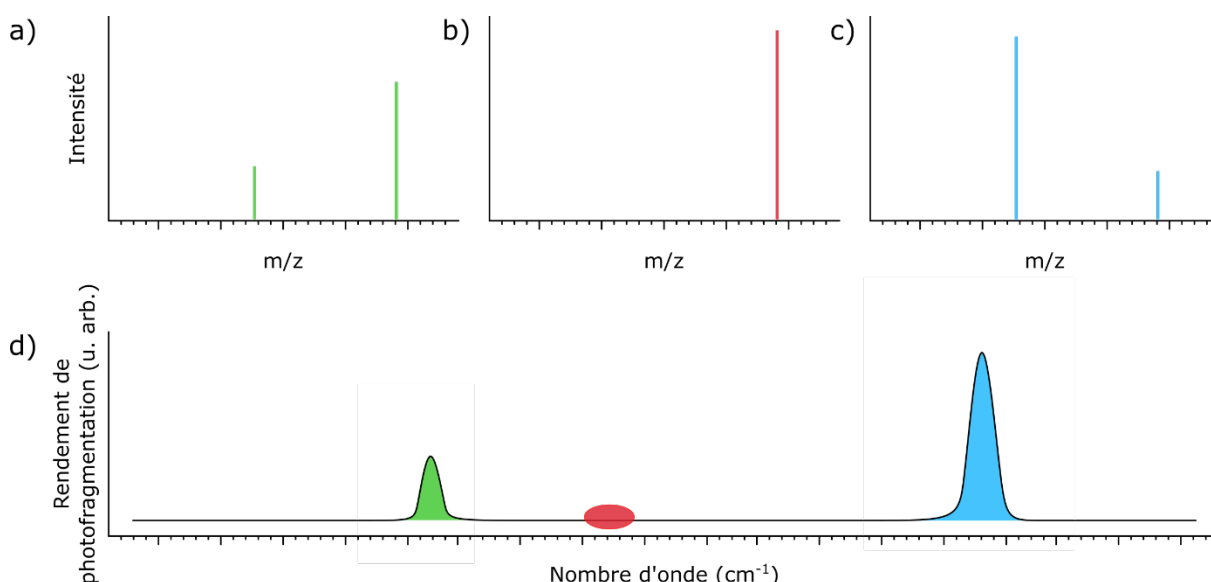 a)
Intensité
m/z
b)
m/z
c)
m/z
d)
Rendement de
photofragmentation (u. arb.)
Nombre d'onde (cm⁻¹)